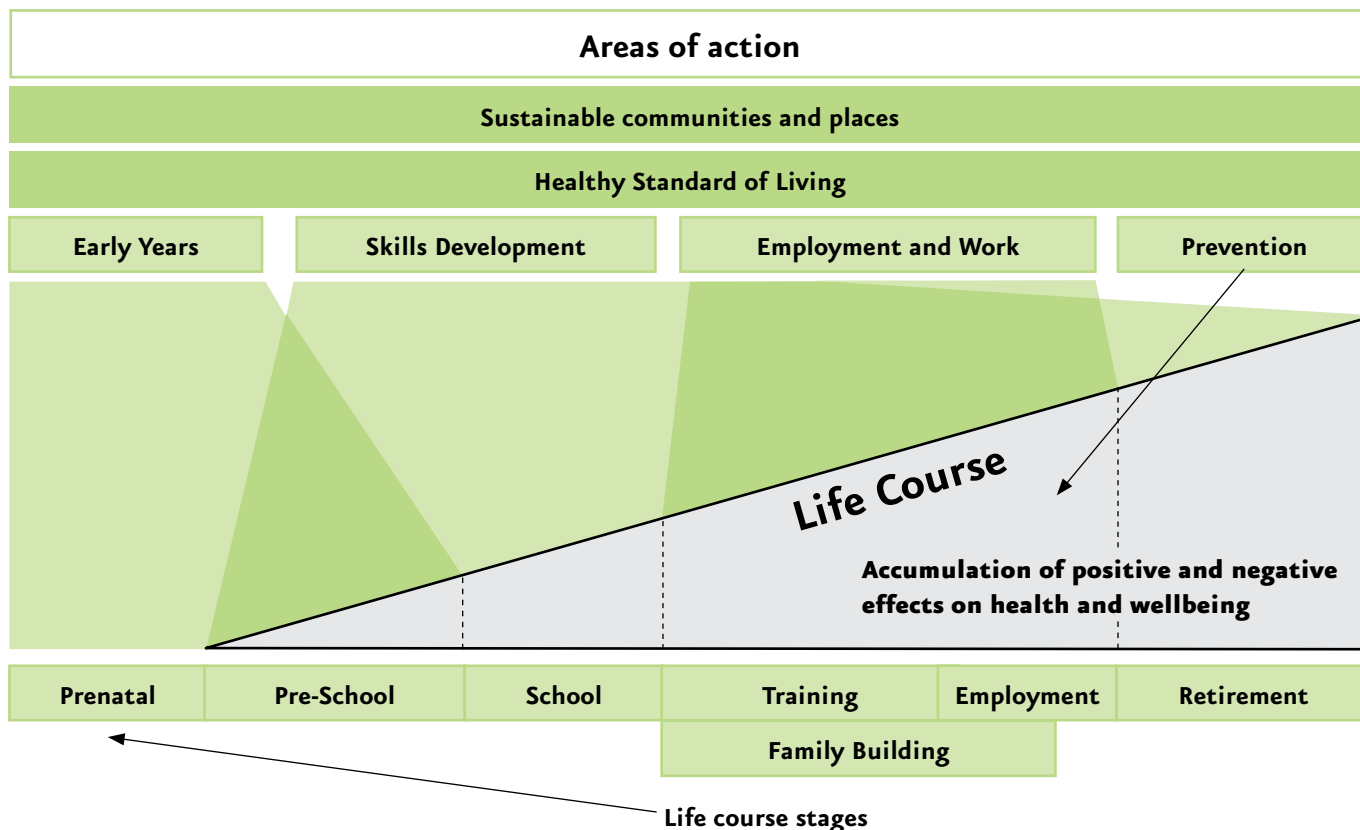 Areas of action
Sustainable communities and places
Healthy Standard of Living
Early Years
Skills Development
Employment and Work
Prevention
Life Course
Accumulation of positive and negative
effects on health and wellbeing
Prenatal
Pre-School
School
Training
Employment
Retirement
Family Building
Life course stages